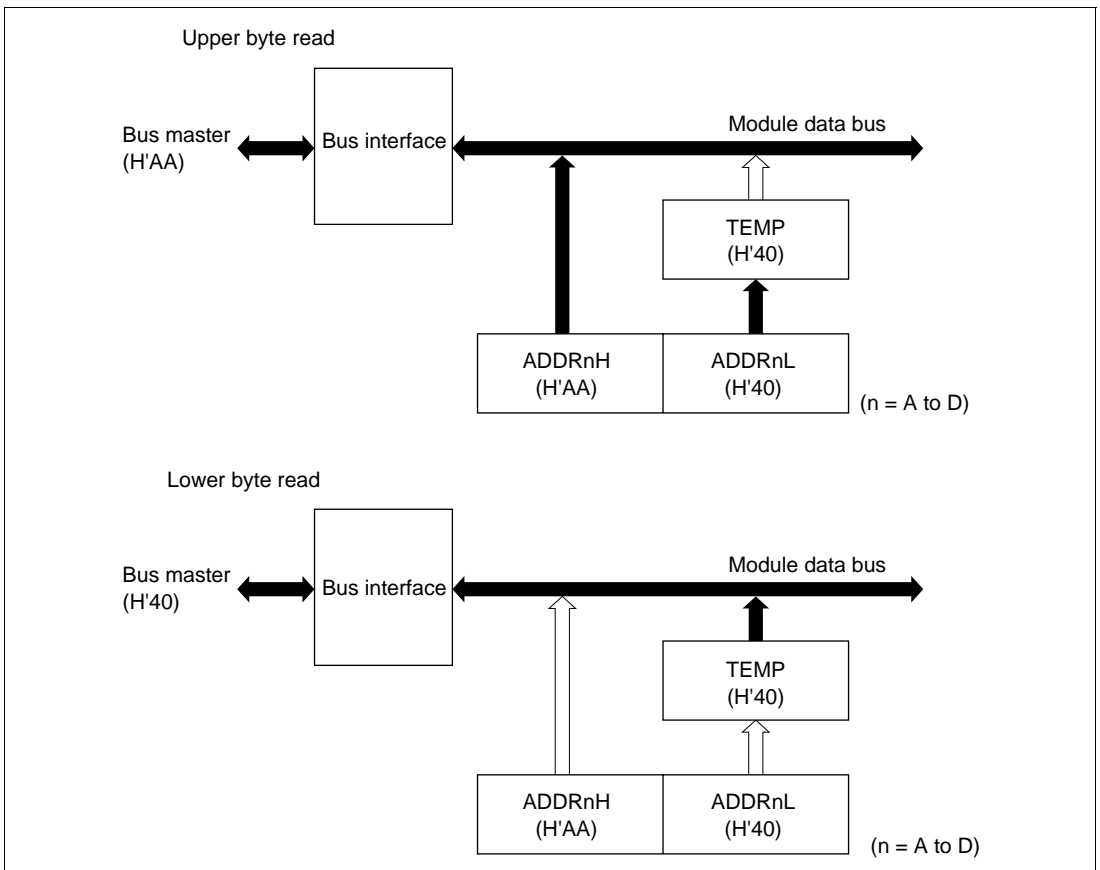 Upper byte read
Bus master
(H'AA)
Bus interface
Module data bus
TEMP
(H'40)
ADDRnH
(H'AA)
ADDRnL
(H'40)
(n = A to D)
Lower byte read
Bus master
(H'40)
Bus interface
Module data bus
TEMP
(H'40)
ADDRnH
(H'AA)
ADDRnL
(H'40)
(n = A to D)